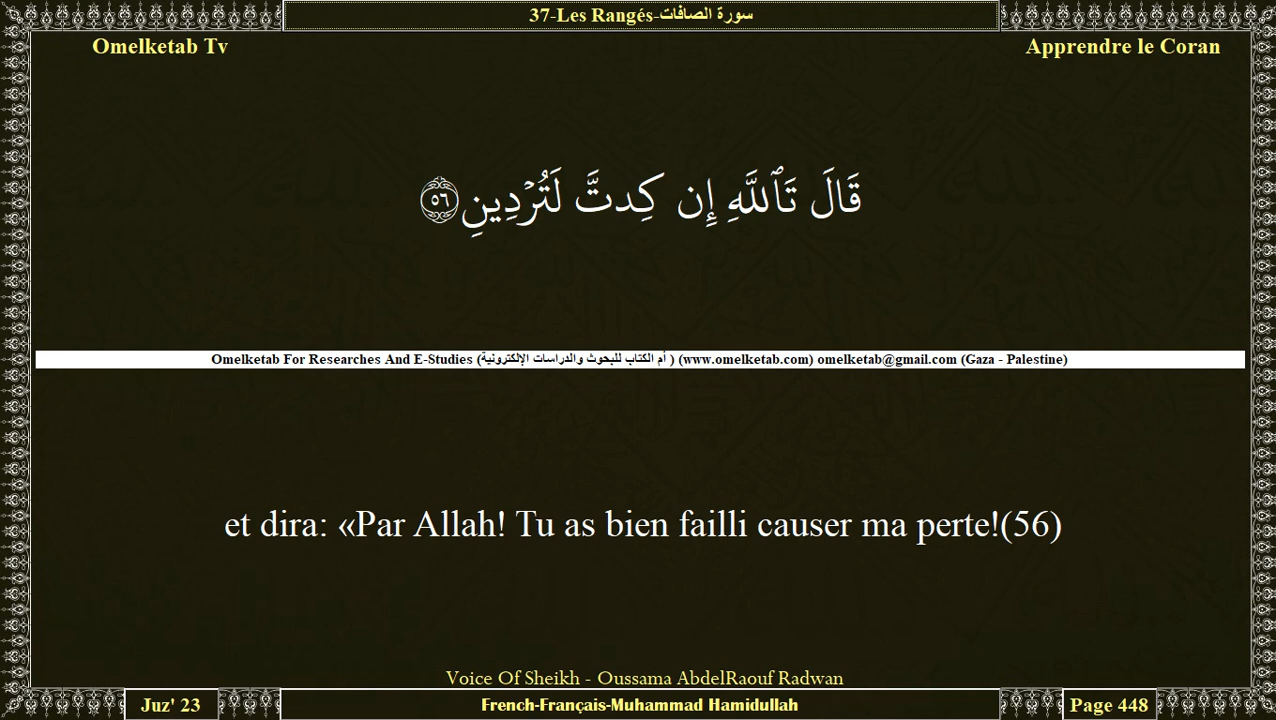 37-Les Rangés-سورة الصافات
Omelketab Tv
Apprendre le Coran
قَالَ تَٱللَّهِ إِن كِدتَّ لَتُرۡدِينِ ٥٦
Omelketab For Researches And E-Studies (أم الكتاب للبحوث والدراسات الإلكترونية ) (www.omelketab.com) omelketab@gmail.com (Gaza - Palestine)
et dira: «Par Allah! Tu as bien failli causer ma perte!(56)
Voice Of Sheikh - Oussama AbdelRaouf Radwan
Juz' 23
French-Français-Muhammad Hamidullah
Page 448